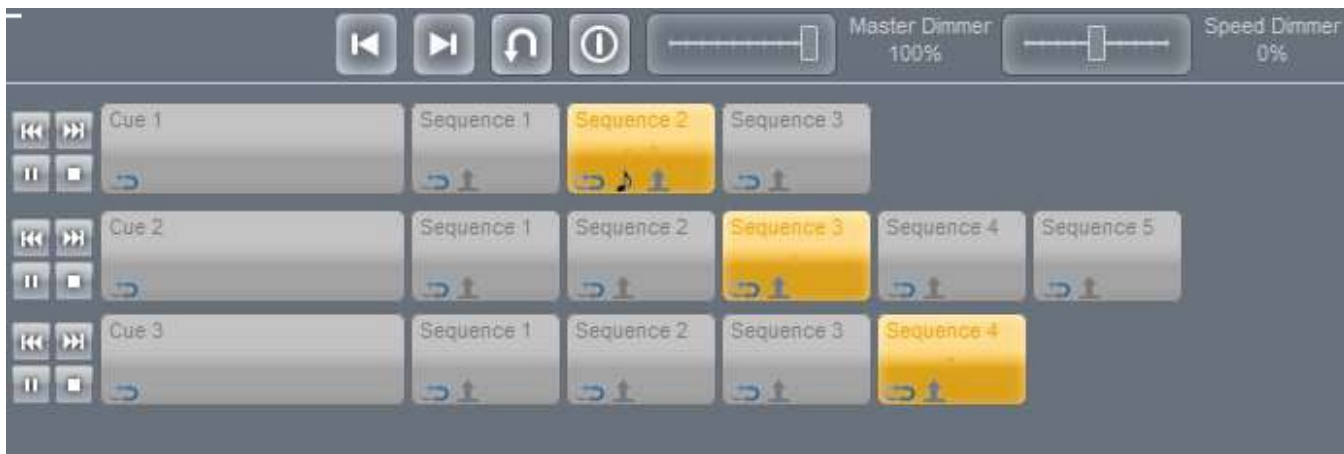 Master Dimmer
100%
Speed Dimmer
0%
Cue 1
Sequence 1
Sequence 2
Sequence 3
Cue 2
Sequence 1
Sequence 2
Sequence 3
Sequence 4
Sequence 5
Cue 3
Sequence 1
Sequence 2
Sequence 3
Sequence 4